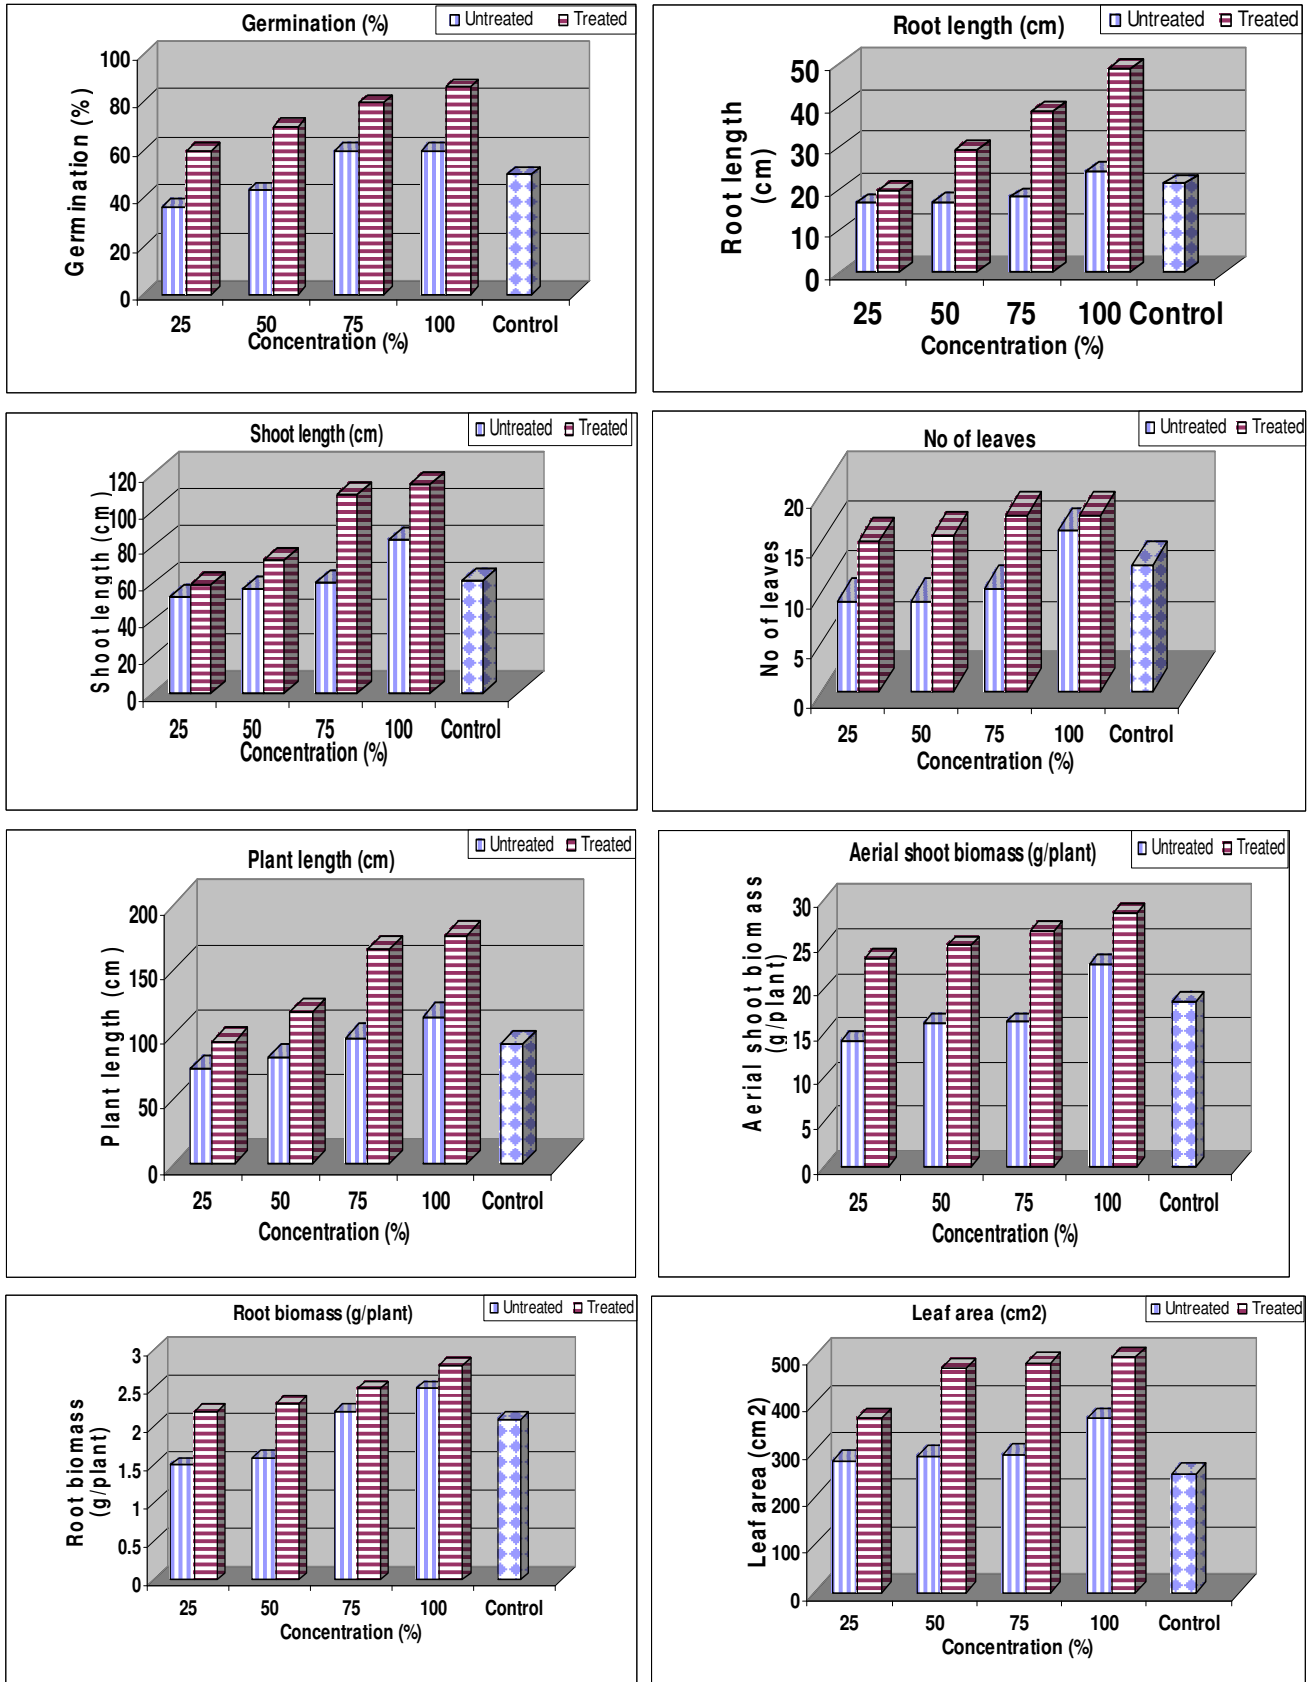 Germination (%)
Untreated Treated
Germination (%)
100
80
60
40
20
0
25 50 75 100 Control
Concentration (%)
Root length (cm)
Untreated Treated
Root length
(cm)
50
40
30
20
10
0
25 50 75 100 Control
Concentration (%)
Shoot length (cm)
Untreated Treated
Shoot length (cm)
120
100
80
60
40
20
0
25 50 75 100 Control
Concentration (%)
No of leaves
Untreated Treated
No of leaves
20
15
10
5
0
25 50 75 100 Control
Concentration (%)
Plant length (cm)
Untreated Treated
Plant length (cm)
200
150
100
50
0
25 50 75 100 Control
Concentration (%)
Aerial shoot biomass (g/plant)
Untreated Treated
Aerial shoot biomass
(g/plant)
30
25
20
15
10
5
0
25 50 75 100 Control
Concentration (%)
Root biomass (g/plant)
Untreated Treated
Root biomass
(g/plant)
3
2.5
2
1.5
1
0.5
0
25 50 75 100 Control
Concentration (%)
Leaf area (cm2)
Untreated Treated
Leaf area (cm2)
500
400
300
200
100
0
25 50 75 100 Control
Concentration (%)